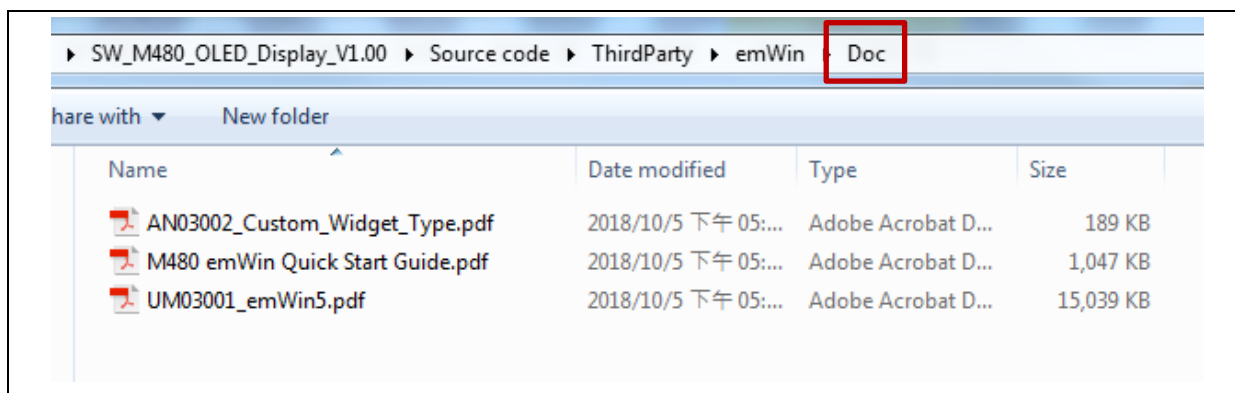 SW_M480_OLED_Display_V1.00 Source code ThirdParty emWin Doc
hare with New folder
Name Date modified Type Size
AN03002_Custom_Widget_Type.pdf 2018/10/5 下午 05:... Adobe Acrobat D... 189 KB
M480 emWin Quick Start Guide.pdf 2018/10/5 下午 05:... Adobe Acrobat D... 1,047 KB
UM03001_emWin5.pdf 2018/10/5 下午 05:... Adobe Acrobat D... 15,039 KB